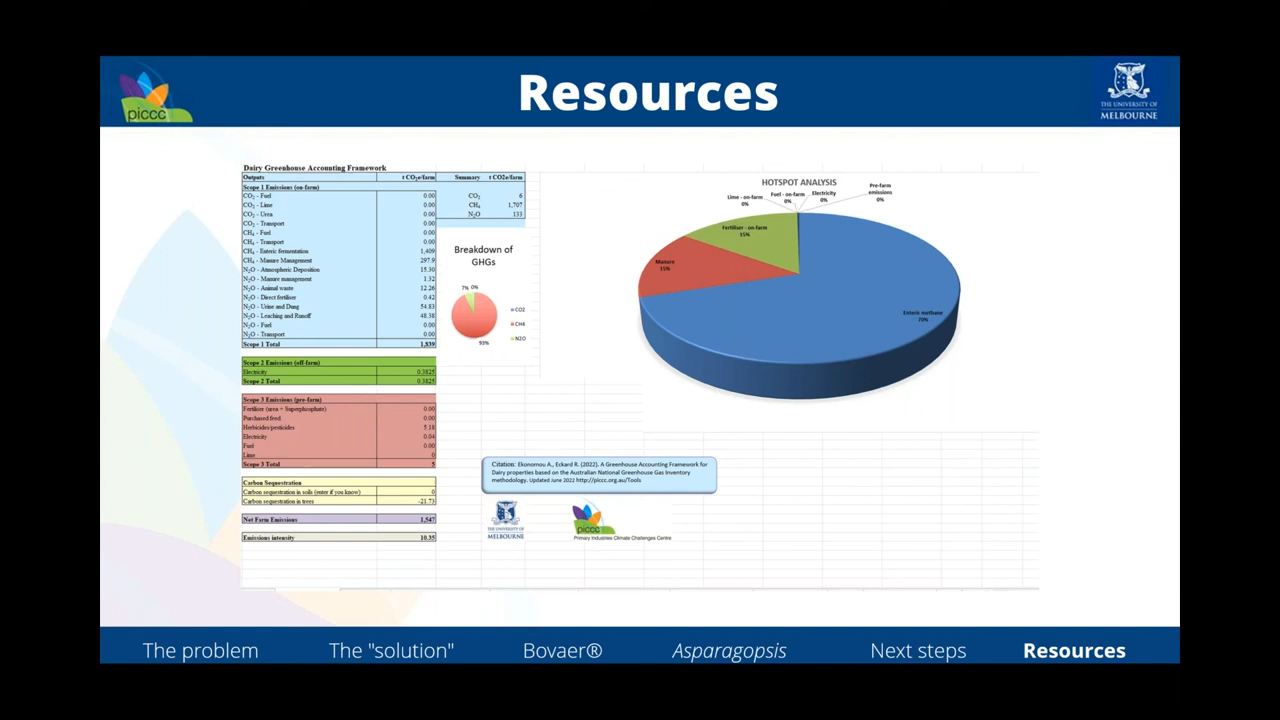 Resources
piccc
THE UNIVERSITY OF
MELBOURNE
Dairy Greenhouse Accounting Framework
Outputs t CO2e/farm
Scope 1 Emissions (on-farm)
CO2 - Fuel 0.00
CO2 - Lime 0.00
CO2 - Urea 0.00
CO2 - Transport 0.00
CH4 - Fuel 0.00
CH4 - Transport 0.00
CH4 - Enteric fermentation 1,409
CH4 - Manure Management 297.9
N2O - Atmospheric Deposition 15.30
N2O - Manure management 1.32
N2O - Animal waste 12.26
N2O - Direct fertiliser 0.42
N2O - Urine and Dung 54.83
N2O - Leaching and Runoff 48.38
N2O - Fuel 0.00
N2O - Transport 0.00
Scope 1 Total 1,839
Scope 2 Emissions (off-farm)
Electricity 0.3825
Scope 2 Total 0.3825
Scope 3 Emissions (pre-farm)
Fertiliser (urea + Superphosphate) 0.00
Purchased feed 0.00
Herbicides/pesticides 5.18
Electricity 0.04
Fuel 0.00
Lime 0
Scope 3 Total 5
Carbon Sequestration
Carbon sequestration in soils (enter if you know) 0
Carbon sequestration in trees -21.73
Net Farm Emissions 1,547
Emissions intensity 10.35
Summary t CO2e/farm
CO2 6
CH4 1,707
N2O 133
Breakdown of
GHGs
7% 0%
93%
CO2
CH4
N2O
HOTSPOT ANALYSIS
Lime - on-farm
0%
Fuel - on-farm
0%
Electricity
0%
Pre-farm
emissions
0%
Fertiliser - on-farm
15%
Manure
15%
Enteric methane
70%
Citation: Ekonomou A., Eckard R. (2022). A Greenhouse Accounting Framework for
Dairy properties based on the Australian National Greenhouse Gas Inventory
methodology. Updated June 2022 http://piccc.org.au/Tools
THE UNIVERSITY OF
MELBOURNE
piccc
Primary Industries Climate Challenges Centre
The problem The "solution" Bovaer® Asparagopsis Next steps Resources